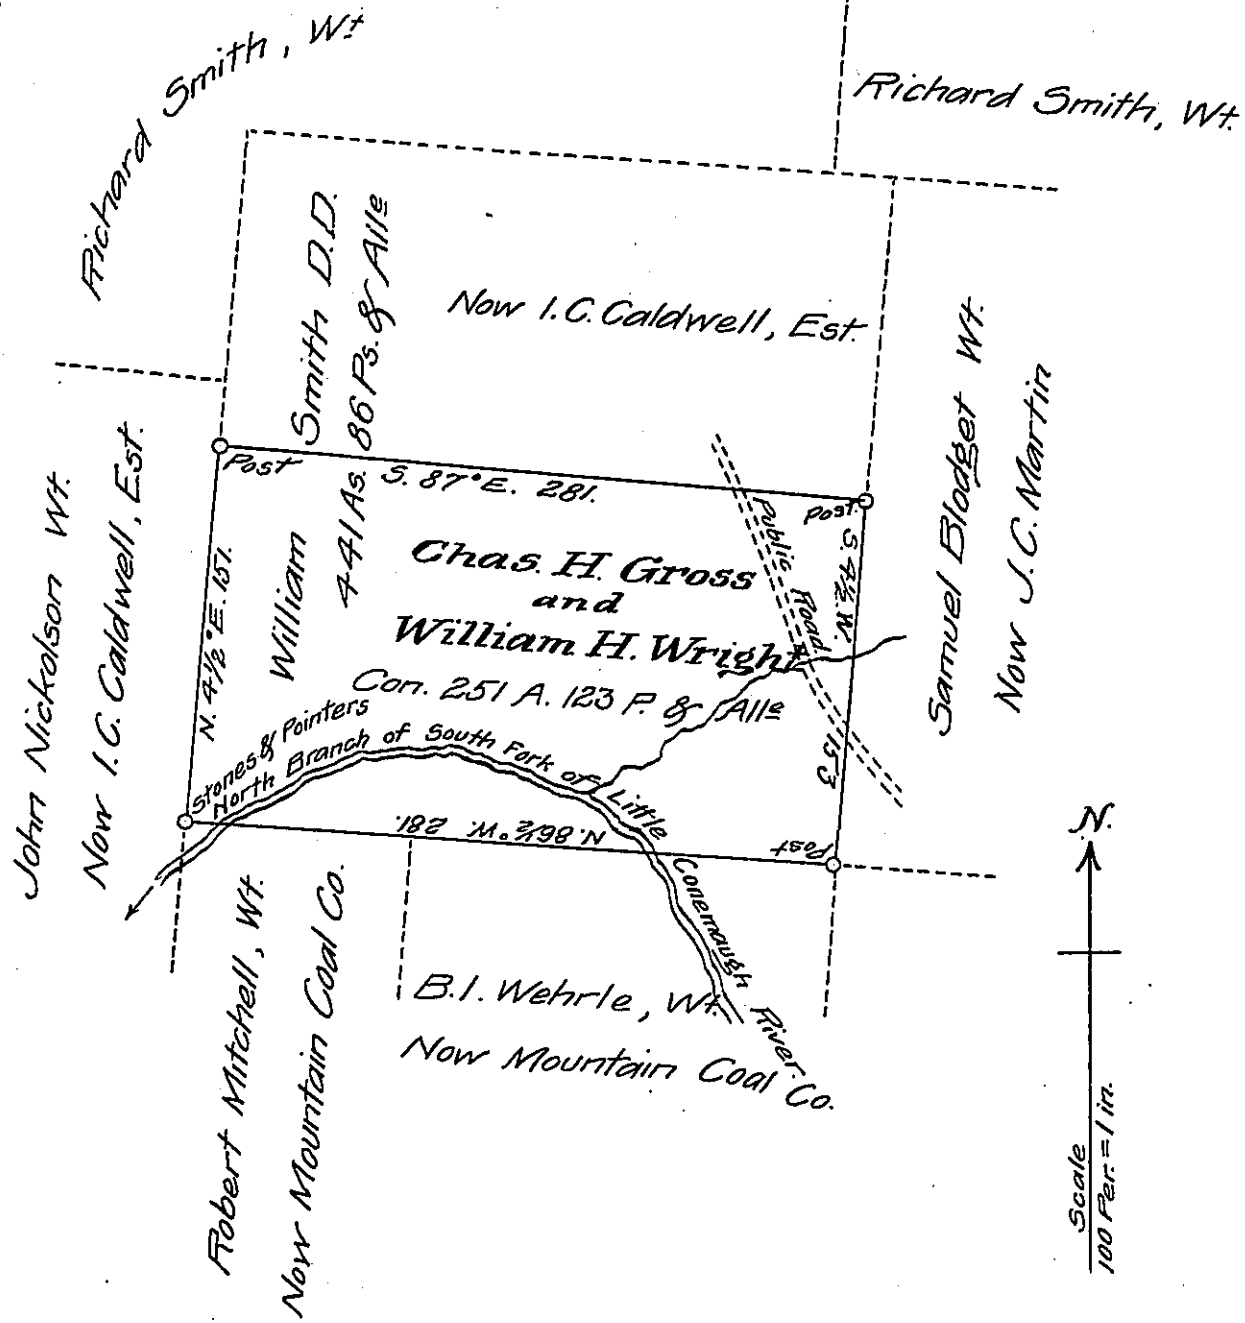 Richard Smith, Wt
Richard Smith, Wt.
William Smith D.D.
441 As. 86 Ps. & Alle
Now I.C. Caldwell, Est.
John Nickolson Wt.
Now I.C. Caldwell, Est.
Samuel Blodget Wt.
Now J.C. Martin
Post
S. 87° E. 281.
Post.
S. 4½ W. 153
N. 4½° E. 151.
Chas. H. Gross
and
William H. Wright
Con. 251 A. 123 P. & Alle
Public Road
Stones & Pointers
North Branch of South Fork of Little Conemaugh River.
N. 86½° W. 281.
Post
Robert Mitchell, Wt.
Now Mountain Coal Co.
B.I. Wehrle, Wt.
Now Mountain Coal Co.
N.
Scale
100 Per. = 1 in.